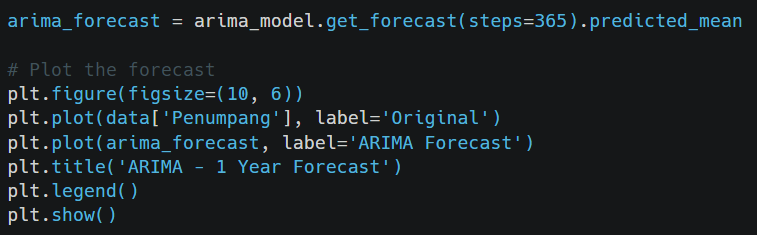 arima_forecast = arima_model.get_forecast(steps=365).predicted_mean
# Plot the forecast
plt.figure(figsize=(10, 6))
plt.plot(data['Penumpang'], label='Original')
plt.plot(arima_forecast, label='ARIMA Forecast')
plt.title('ARIMA - 1 Year Forecast')
plt.legend()
plt.show()